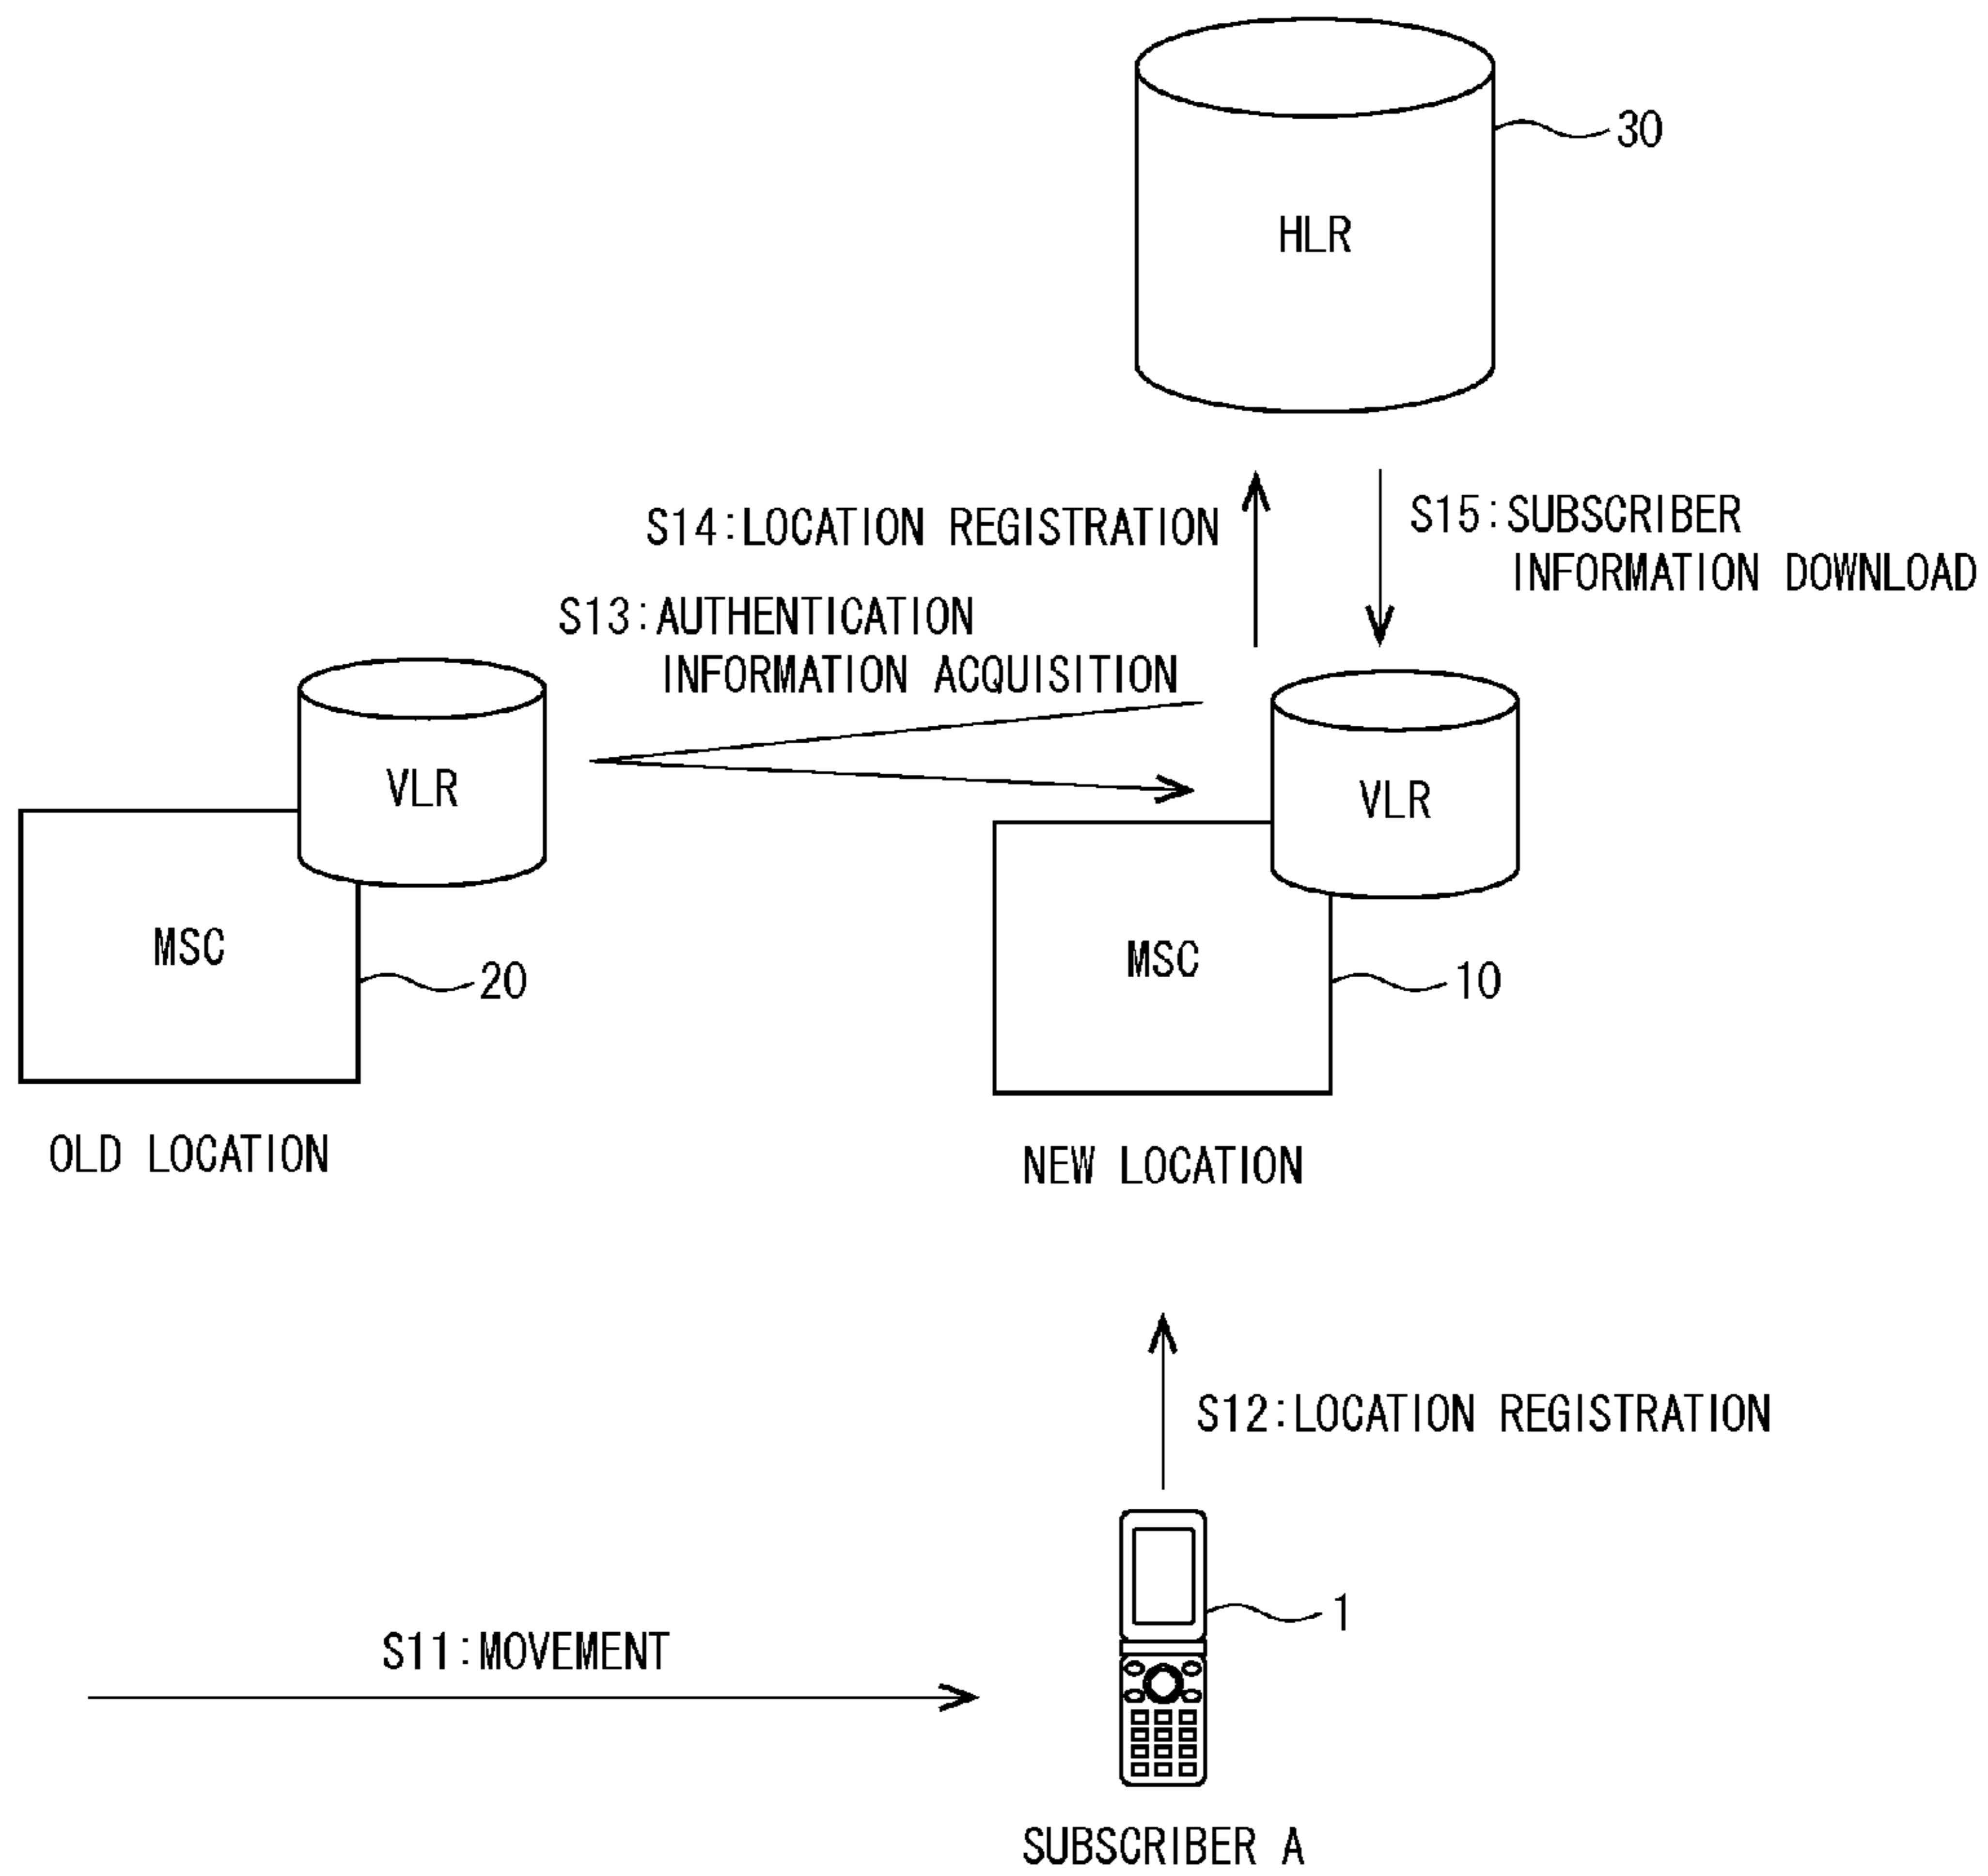 30
HLR
S14:LOCATION REGISTRATION
S15:SUBSCRIBER
INFORMATION DOWNLOAD
S13:AUTHENTICATION
INFORMATION ACQUISITION
VLR
VLR
MSC
20
MSC
10
OLD LOCATION
NEW LOCATION
S12:LOCATION REGISTRATION
1
S11:MOVEMENT
SUBSCRIBER A